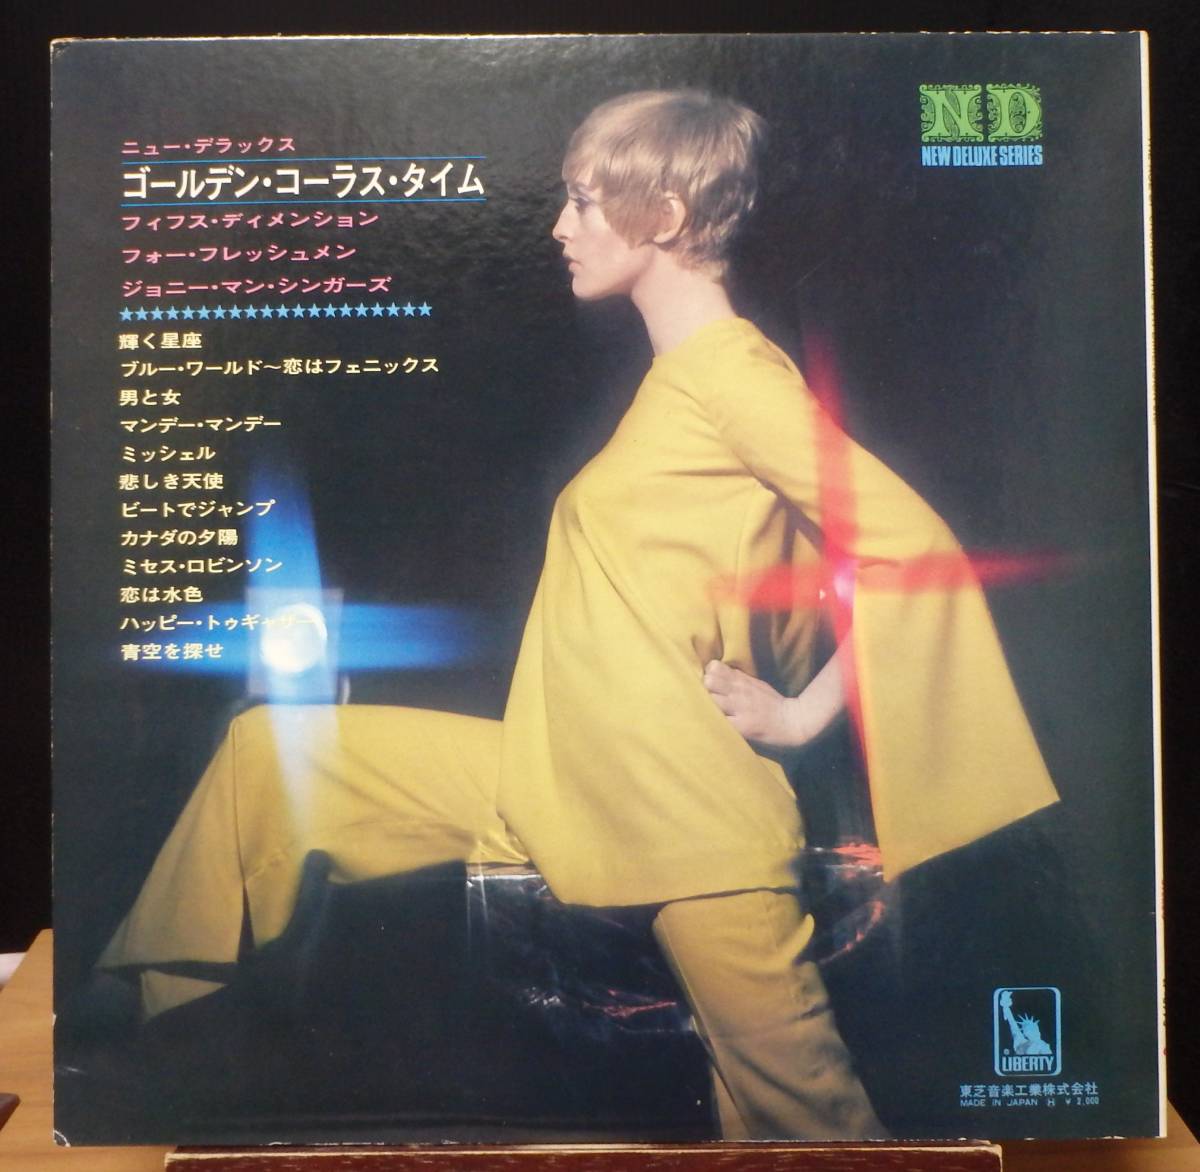 ND
NEW DELUXE SERIES
ニュー・デラックス
ゴールデン・コーラス・タイム
フィフス・ディメンション
フォー・フレッシュメン
ジョニー・マン・シンガーズ
★★★★★★★★★★★★★★★★★★★★
輝く星座
ブルー・ワールド〜恋はフェニックス
男と女
マンデー・マンデー
ミッシェル
悲しき天使
ビートでジャンプ
カナダの夕陽
ミセス・ロビンソン
恋は水色
ハッピー・トゥギャザー
青空を探せ
® LIBERTY
東芝音楽工業株式会社
MADE IN JAPAN Ⓗ ¥2,000